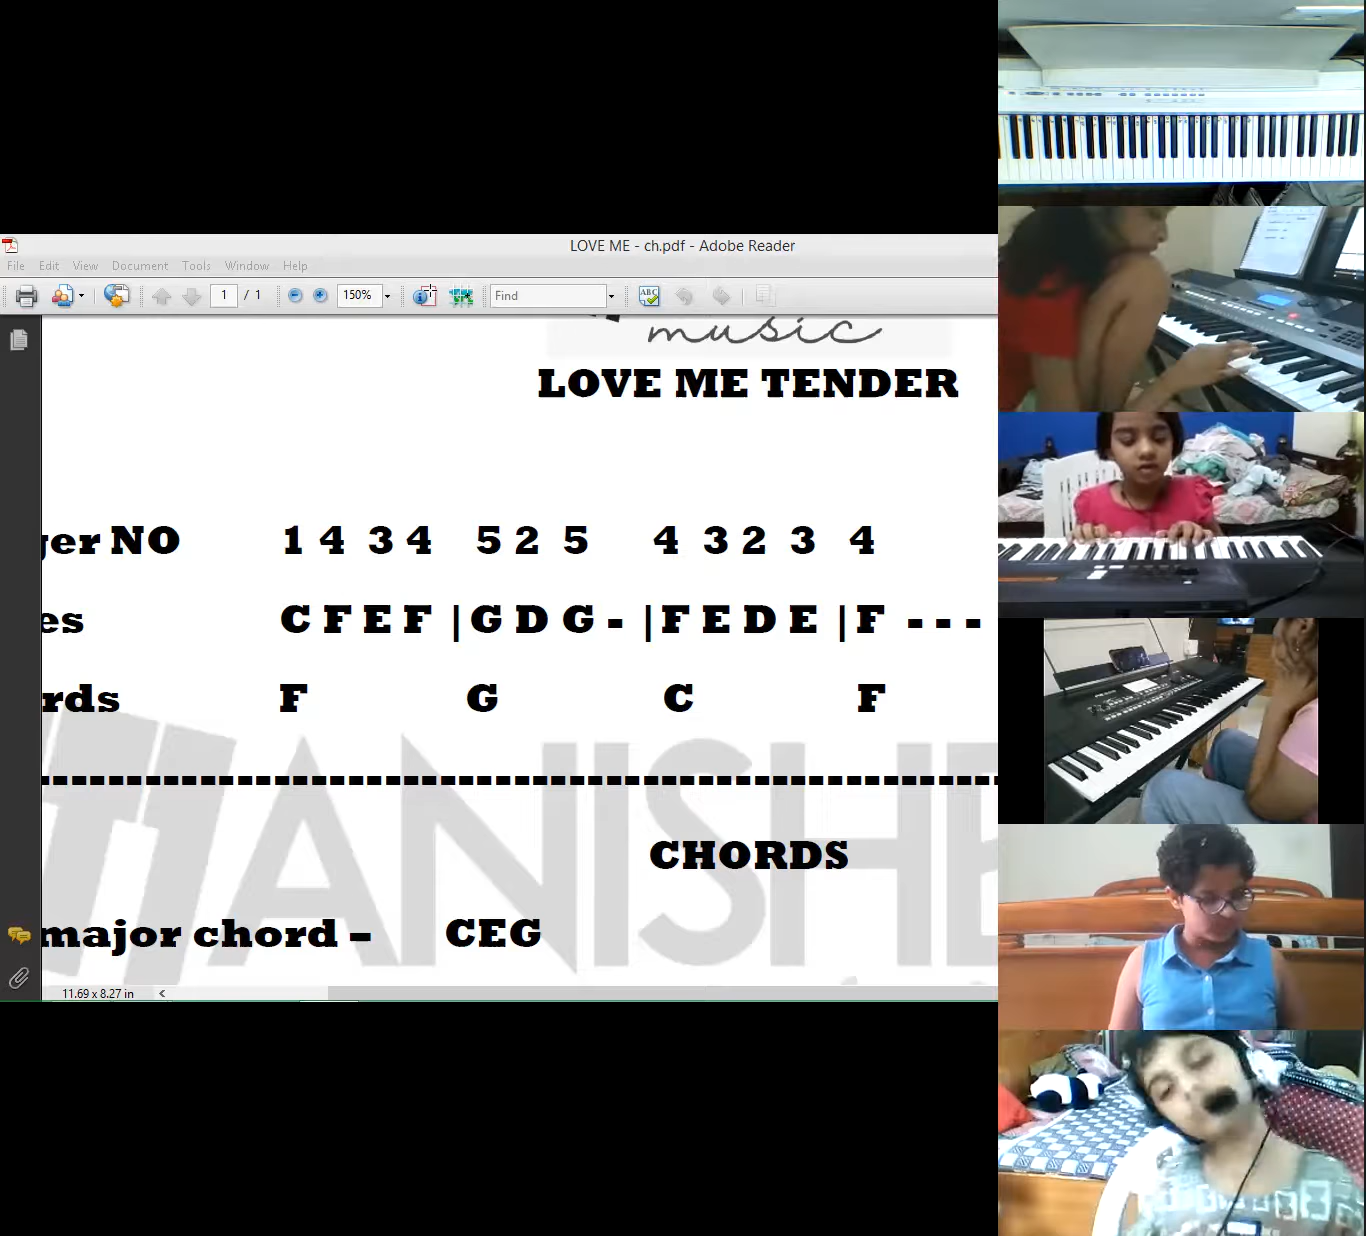 LOVE ME - ch.pdf - Adobe Reader
File Edit View Document Tools Window Help
1 / 1 150% Find
music
LOVE ME TENDER
ger NO 1 4 3 4 5 2 5 4 3 2 3 4
es C F E F | G D G - | F E D E | F - - -
rds F G C F
CHORDS
major chord – CEG
MANISHE
11.69 x 8.27 in